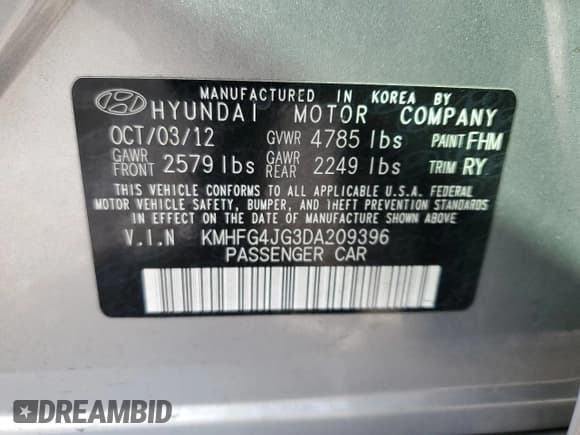 MANUFACTURED IN KOREA BY
HYUNDAI MOTOR COMPANY
OCT/03/12 GVWR 4785 lbs PAINT FHM
GAWR FRONT 2579 lbs GAWR REAR 2249 lbs TRIM RY
THIS VEHICLE CONFORMS TO ALL APPLICABLE U.S.A. FEDERAL
MOTOR VEHICLE SAFETY, BUMPER, AND THEFT PREVENTION STANDARDS
IN EFFECT ON THE DATE OF MANUFACTURE SHOWN ABOVE.
V.I.N KMHFG4JG3DA209396
PASSENGER CAR
$DREAMBID